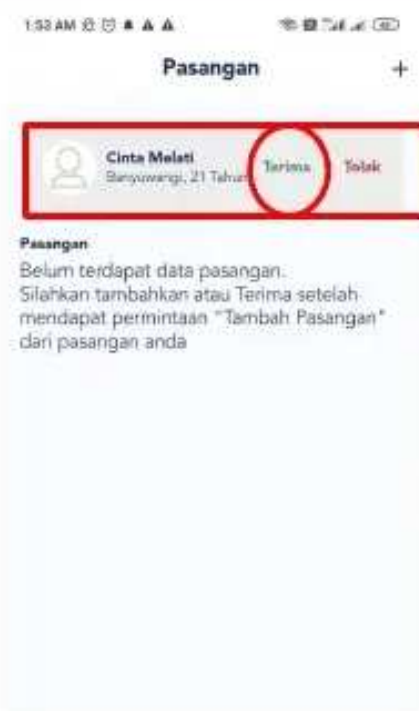 1:53 AM
Pasangan +
Cinta Melati
Banyuwangi, 21 Tahun
Terima Tolak
Pasangan
Belum terdapat data pasangan.
Silahkan tambahkan atau Terima setelah
mendapat permintaan "Tambah Pasangan"
dari pasangan anda